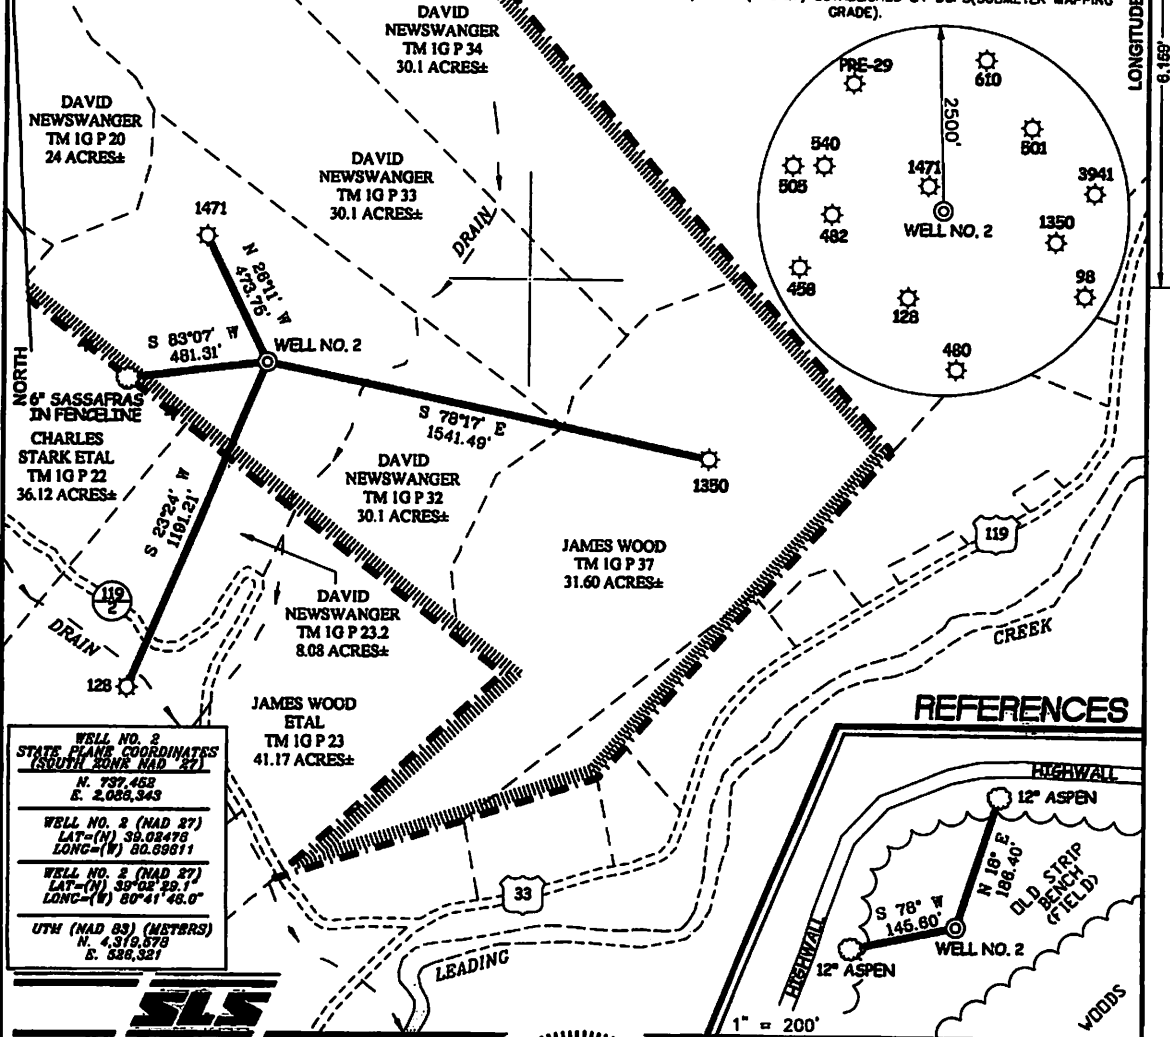 GRADE).
LONGITUDE
6.169'
DAVID
NEWSWANGER
TM 1G P 34
30.1 ACRES±
DAVID
NEWSWANGER
TM 1G P 20
24 ACRES±
DAVID
NEWSWANGER
TM 1G P 33
30.1 ACRES±
DRAIN
PRE-29
610
2500'
501
540
505
1471
3941
482
WELL NO. 2
1350
458
128
98
480
1471
N 26°11' W
473.75'
S 83°07' W
481.31'
WELL NO. 2
NORTH
6" SASSAFRAS
IN FENCELINE
CHARLES
STARK ETAL
TM 1G P 22
36.12 ACRES±
S 78°17' E
1541.49'
1350
DAVID
NEWSWANGER
TM 1G P 32
30.1 ACRES±
S 23°24' W
1191.21'
JAMES WOOD
TM 1G P 37
31.60 ACRES±
119
119
2
DAVID
NEWSWANGER
TM 1G P 23.2
8.08 ACRES±
DRAIN
CREEK
128
JAMES WOOD
ETAL
TM 1G P 23
41.17 ACRES±
REFERENCES
WELL NO. 2
STATE PLANE COORDINATES
(SOUTH ZONE NAD 27)
N. 737,452
E. 2,086,343
WELL NO. 2 (NAD 27)
LAT=(N) 39.02476
LONG=(W) 80.69611
WELL NO. 2 (NAD 27)
LAT=(N) 39°02'29.1"
LONG=(W) 80°41'46.0"
UTM (NAD 83) (METERS)
N. 4,319,578
E. 526,321
33
LEADING
HIGHWALL
12" ASPEN
N 18° E
186.40'
OLD STRIP
BENCH
(FIELD)
S 78° W
145.60'
WELL NO. 2
12" ASPEN
HIGHWALL
WOODS
1" = 200'
SLS